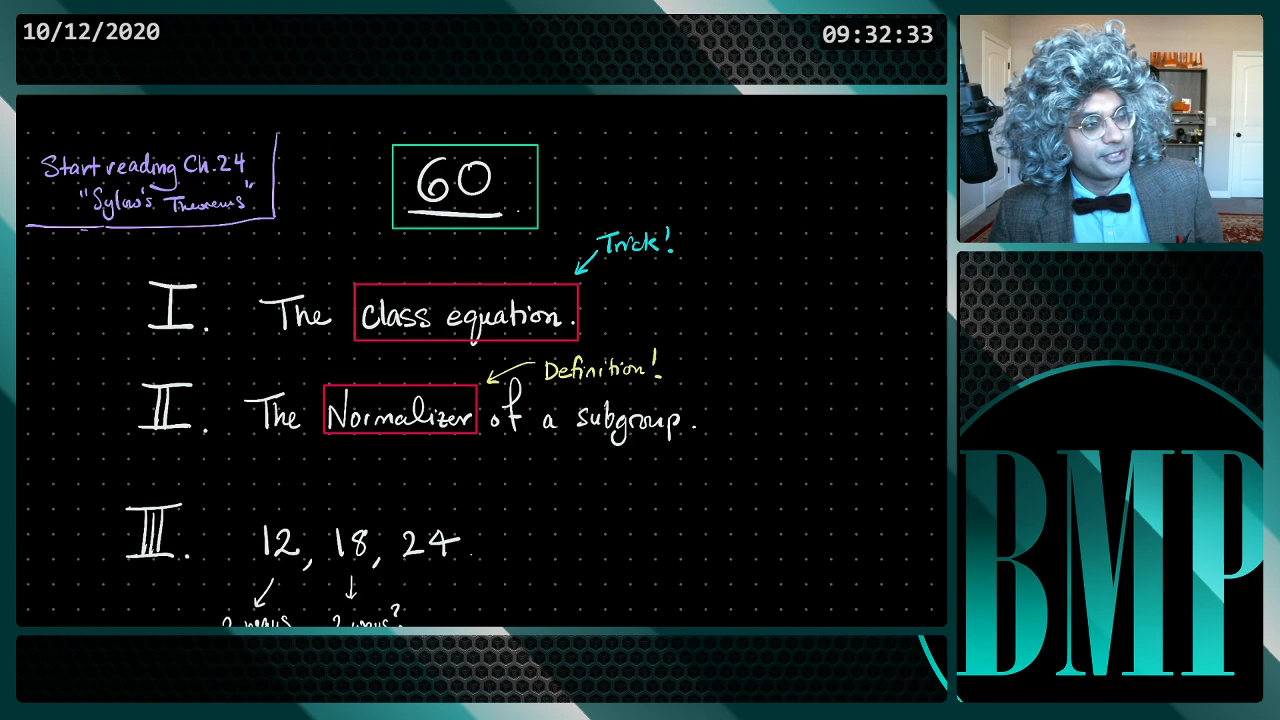 10/12/2020
09:32:33
Start reading Ch. 24
"Sylow's Theorems"
60
Trick!
I. The class equation.
Definition!
II. The Normalizer of a subgroup.
III. 12, 18, 24
BMP